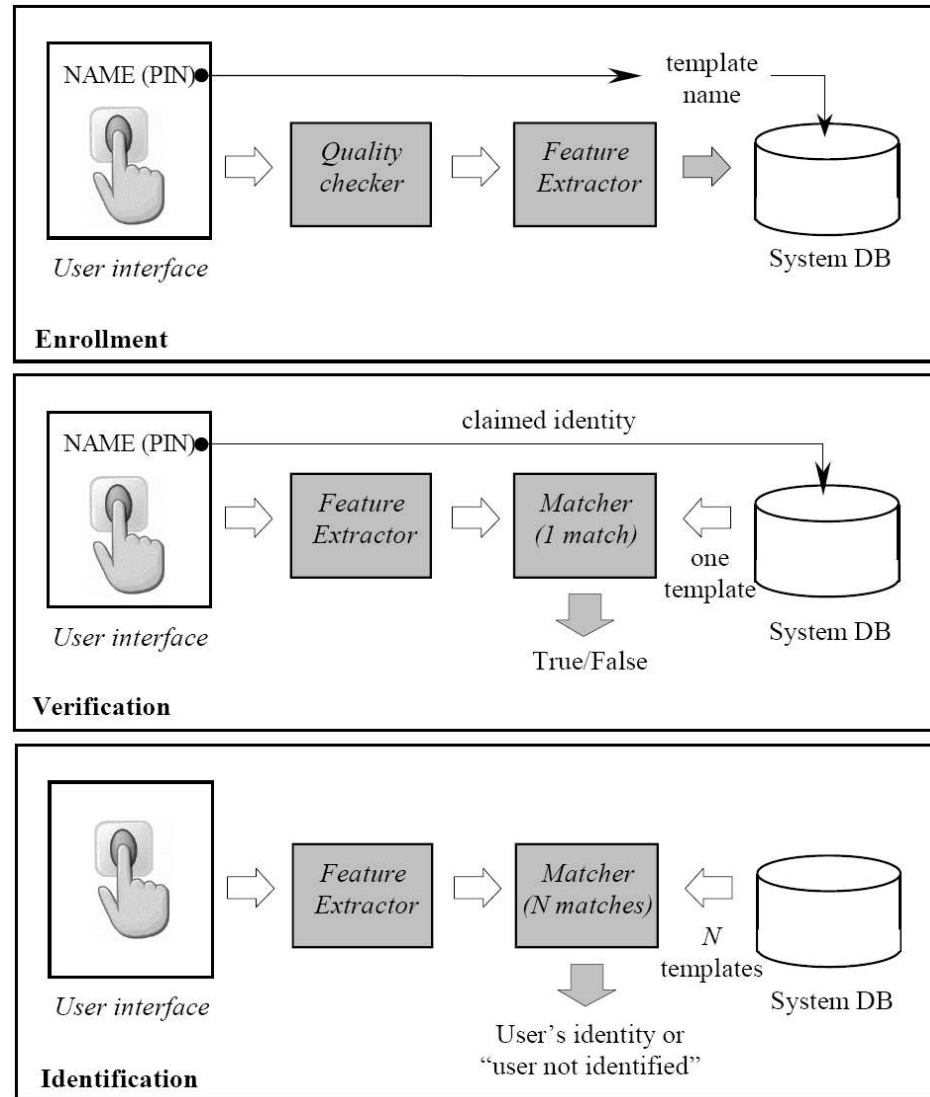 NAME (PIN)
template
name
Quality
checker
Feature
Extractor
User interface
System DB
Enrollment
claimed identity
NAME (PIN)
Feature
Extractor
Matcher
(1 match)
one
template
User interface
True/False
System DB
Verification
Feature
Extractor
Matcher
(N matches)
N
templates
User interface
System DB
User’s identity or
“user not identified”
Identification